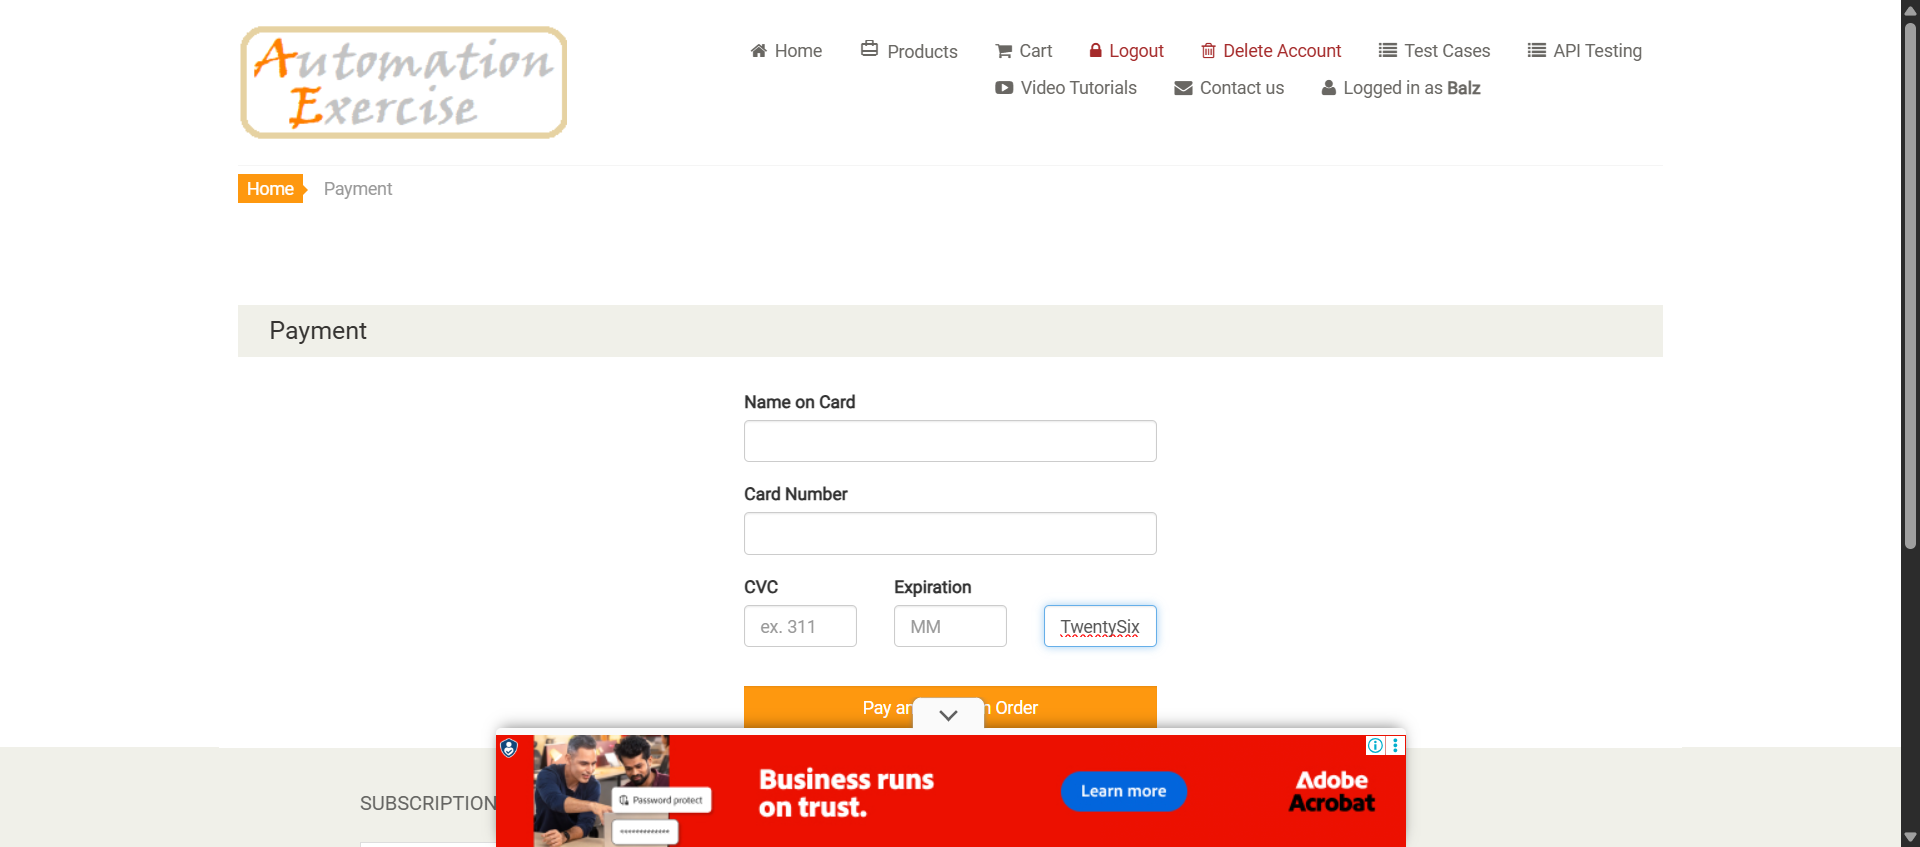 Automation
Exercise
Home
Products
Cart
Logout
Delete Account
Test Cases
API Testing
Video Tutorials
Contact us
Logged in as Balz
Home
Payment
Payment
Name on Card
Card Number
CVC
Expiration
ex. 311
MM
TwentySix
Pay an
n Order
SUBSCRIPTION
Password protect
Business runs
on trust.
Learn more
Adobe
Acrobat